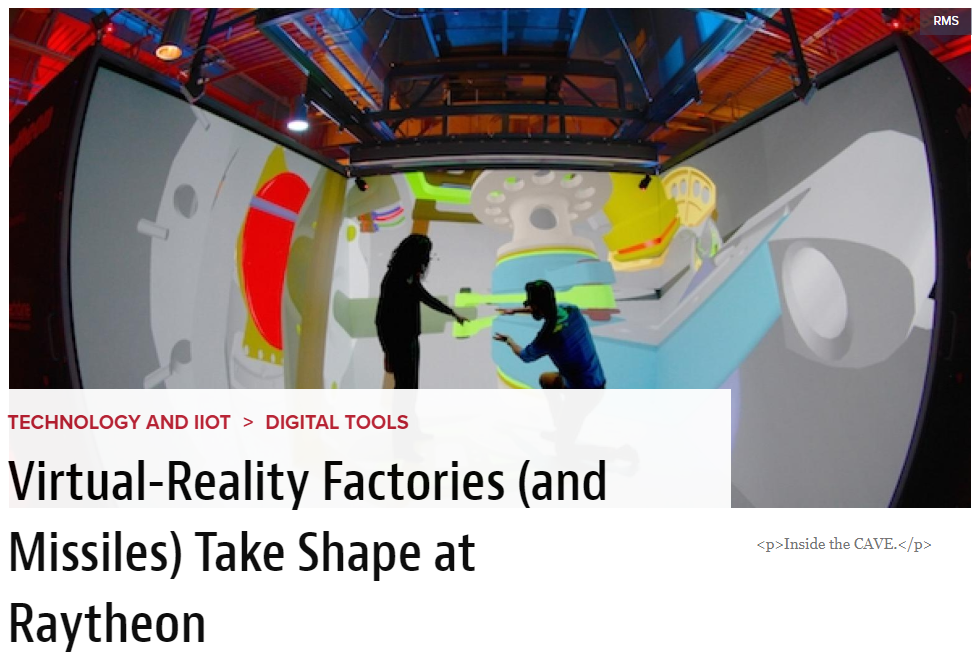 RMS
TECHNOLOGY AND IIOT > DIGITAL TOOLS
Virtual-Reality Factories (and
Missiles) Take Shape at
Raytheon
<p>Inside the CAVE.</p>